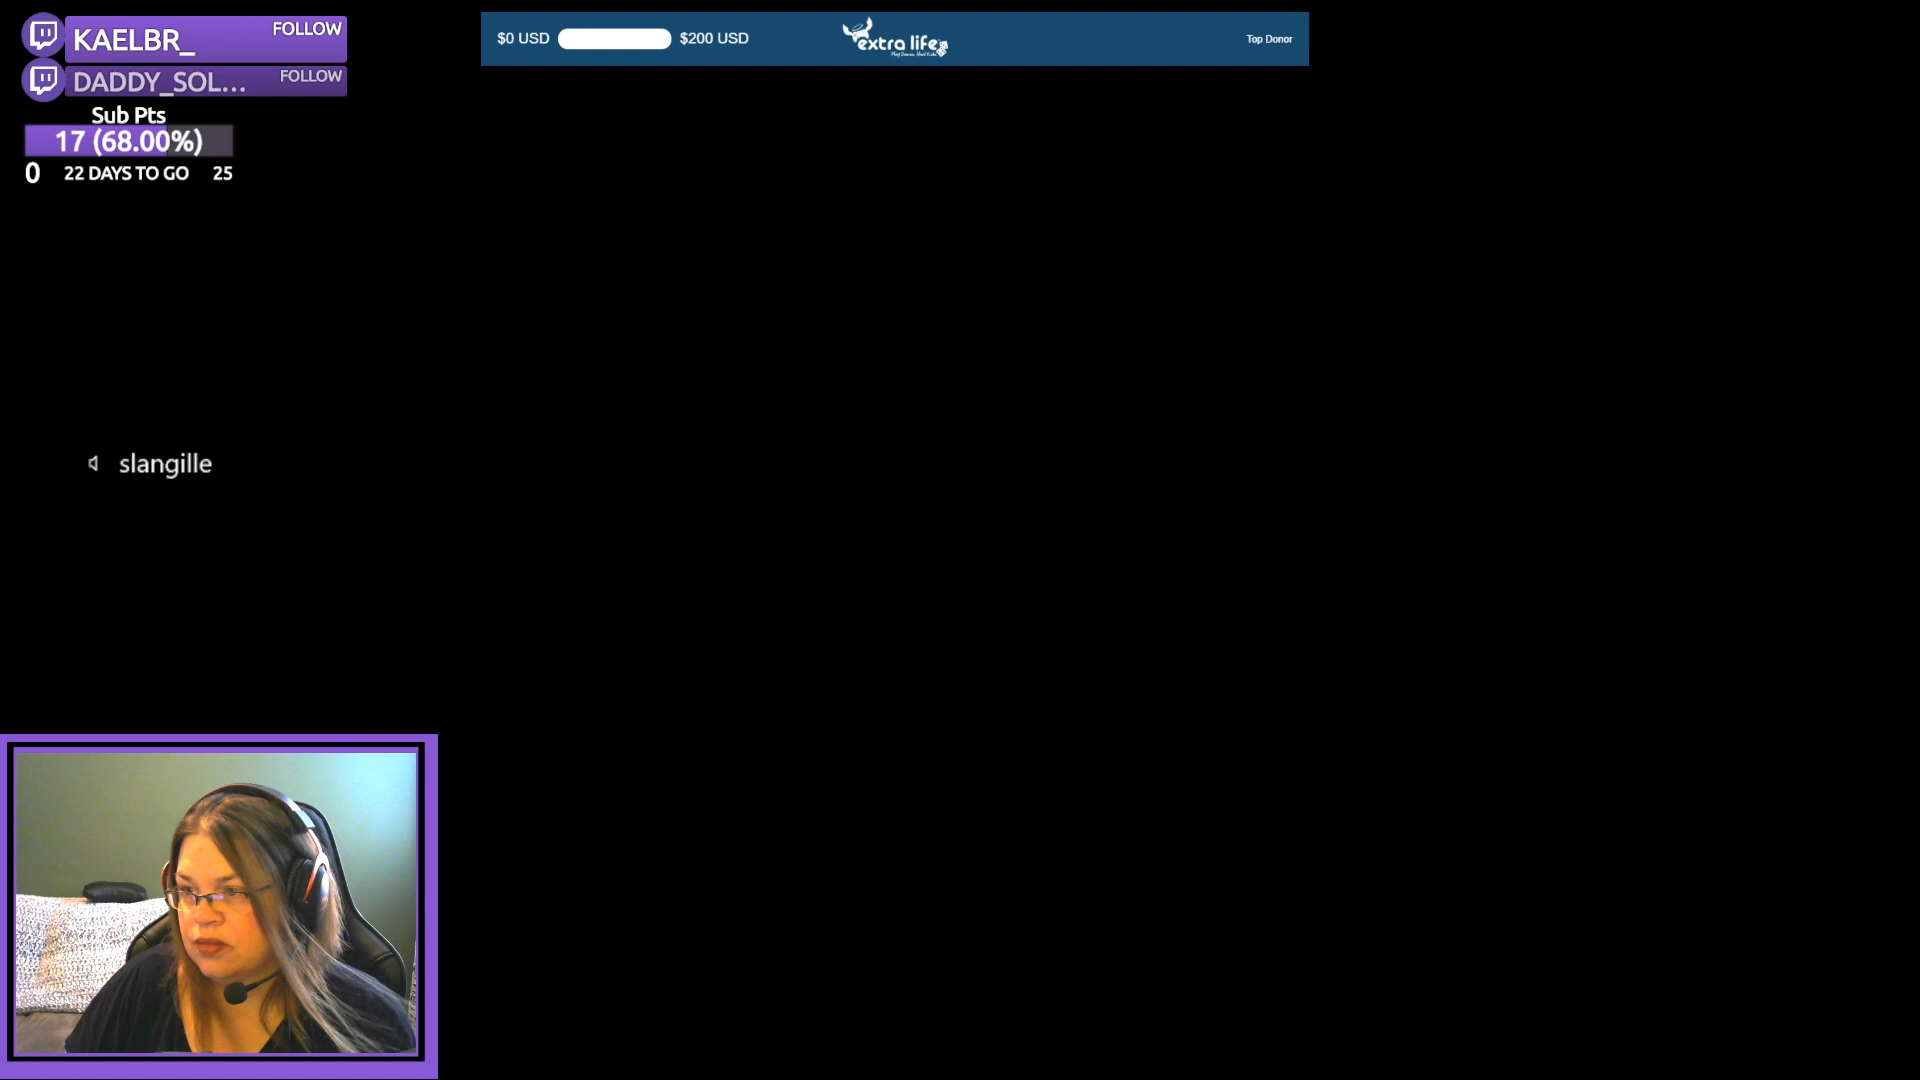 KAELBR_ FOLLOW
DADDY_SOL... FOLLOW
Sub Pts
17 (68.00%)
0 22 DAYS TO GO 25
$0 USD $200 USD
extra life
Top Donor
slangille